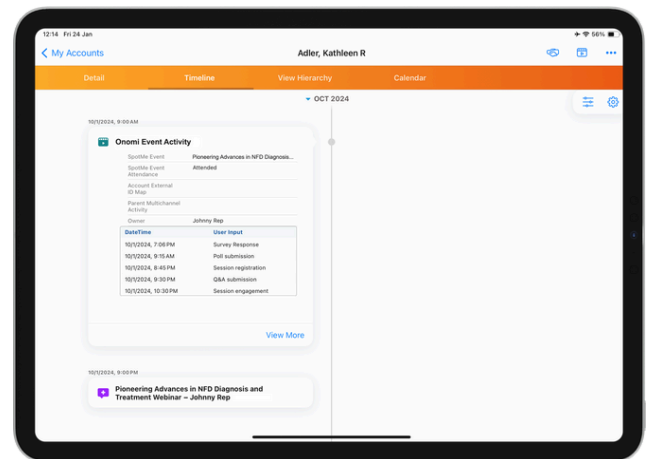 12:14 Fri 24 Jan
56%
My Accounts
Adler, Kathleen R
Detail
Timeline
View Hierarchy
Calendar
OCT 2024
10/1/2024, 9:00 AM
Onomi Event Activity
SpotMe Event Pioneering Advances in NFD Diagnosis...
SpotMe Event Attended
Attendance
Account External
ID Map
Parent Multichannel
Activity
Owner Johnny Rep
DateTime User Input
10/1/2024, 7:06 PM Survey Response
10/1/2024, 9:15 AM Poll submission
10/1/2024, 8:45 PM Session registration
10/1/2024, 9:30 PM Q&A submission
10/1/2024, 10:30 PM Session engagement
View More
10/1/2024, 9:00 PM
Pioneering Advances in NFD Diagnosis and
Treatment Webinar – Johnny Rep